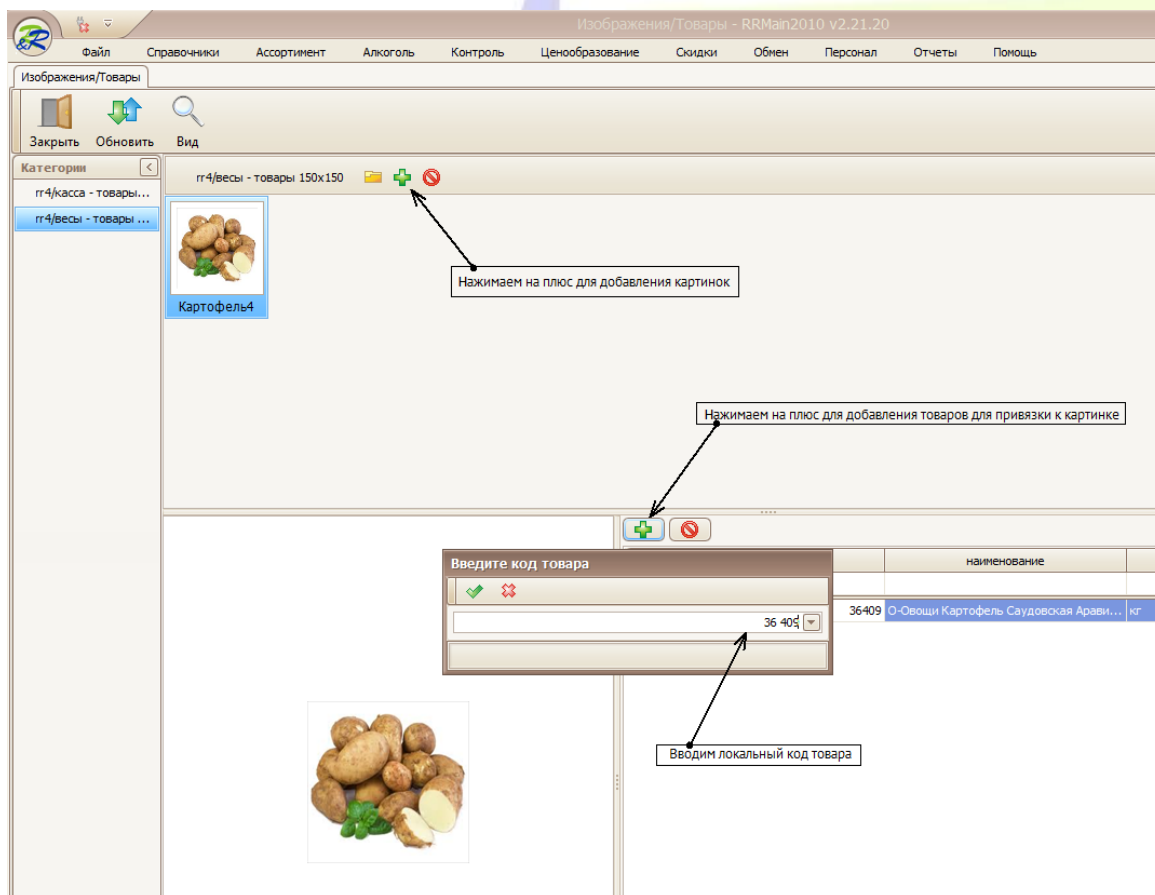 Изображения/Товары - RRMain2010 v2.21.20
&R
Файл Справочники Ассортимент Алкоголь Контроль Ценообразование Скидки Обмен Персонал Отчеты Помощь
Изображения/Товары
Закрыть Обновить Вид
Категории
rr4/касса - товары...
rr4/весы - товары ...
rr4/весы - товары 150x150
Картофель4
Нажимаем на плюс для добавления картинок
Нажимаем на плюс для добавления товаров для привязки к картинке
Введите код товара
наименование
36 409
36409 О-Овощи Картофель Саудовская Арави... кг
Вводим локальный код товара